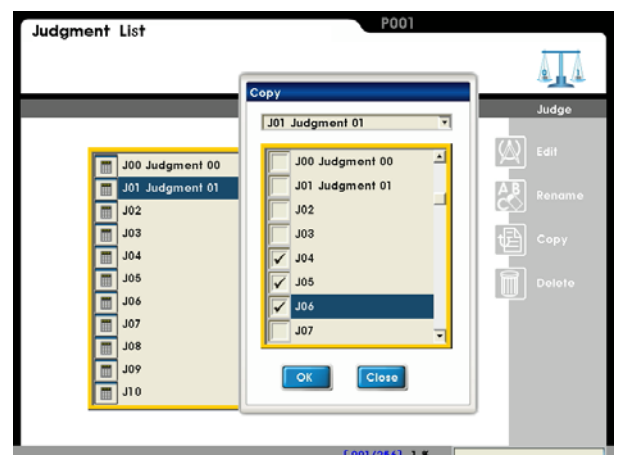 Judgment List
P001
Judge
Edit
Rename
Copy
Delete
J00 Judgment 00
J01 Judgment 01
J02
J03
J04
J05
J06
J07
J08
J09
J10
Copy
J01 Judgment 01
J00 Judgment 00
J01 Judgment 01
J02
J03
J04
J05
J06
J07
OK
Close
[001/256]